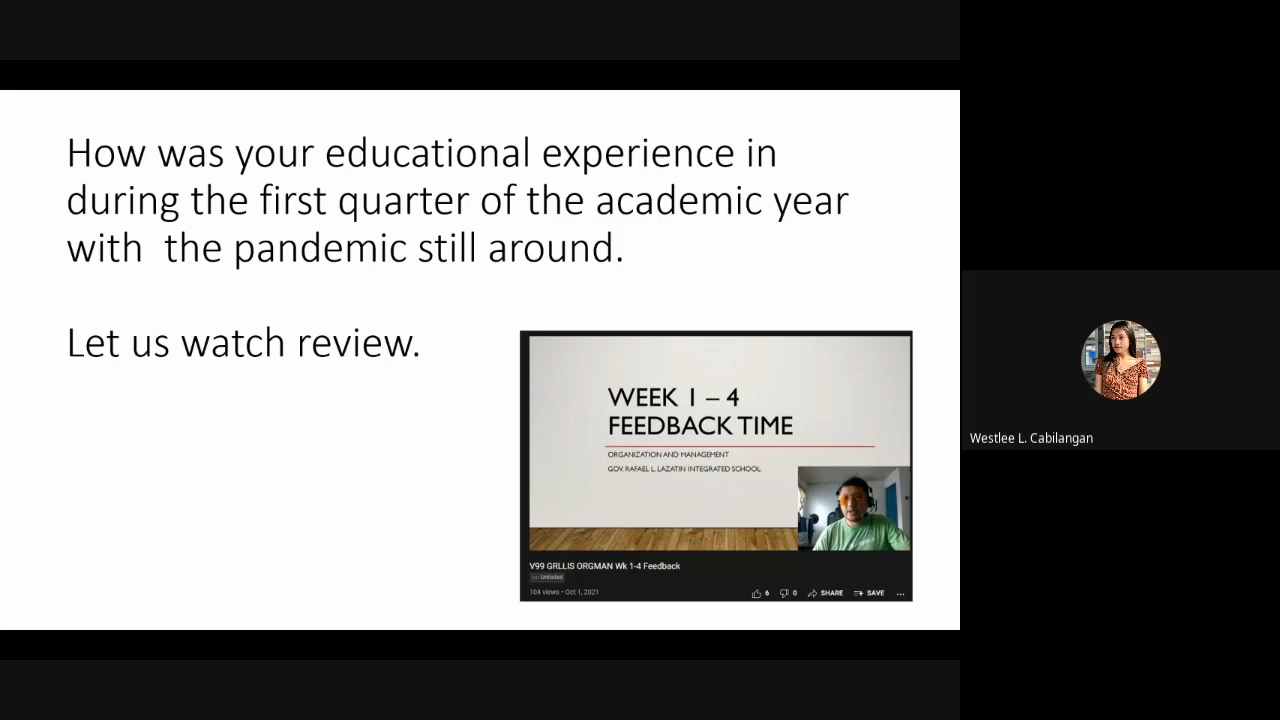 How was your educational experience in
during the first quarter of the academic year
with  the pandemic still around.
Let us watch review.
WEEK 1 – 4
FEEDBACK TIME
ORGANIZATION AND MANAGEMENT
GOV. RAFAEL L. LAZATIN INTEGRATED SCHOOL
V99 GRLLIS ORGMAN Wk 1-4 Feedback
Unlisted
104 views • Oct 1, 2021
6 0 SHARE SAVE ...
Westlee L. Cabilangan